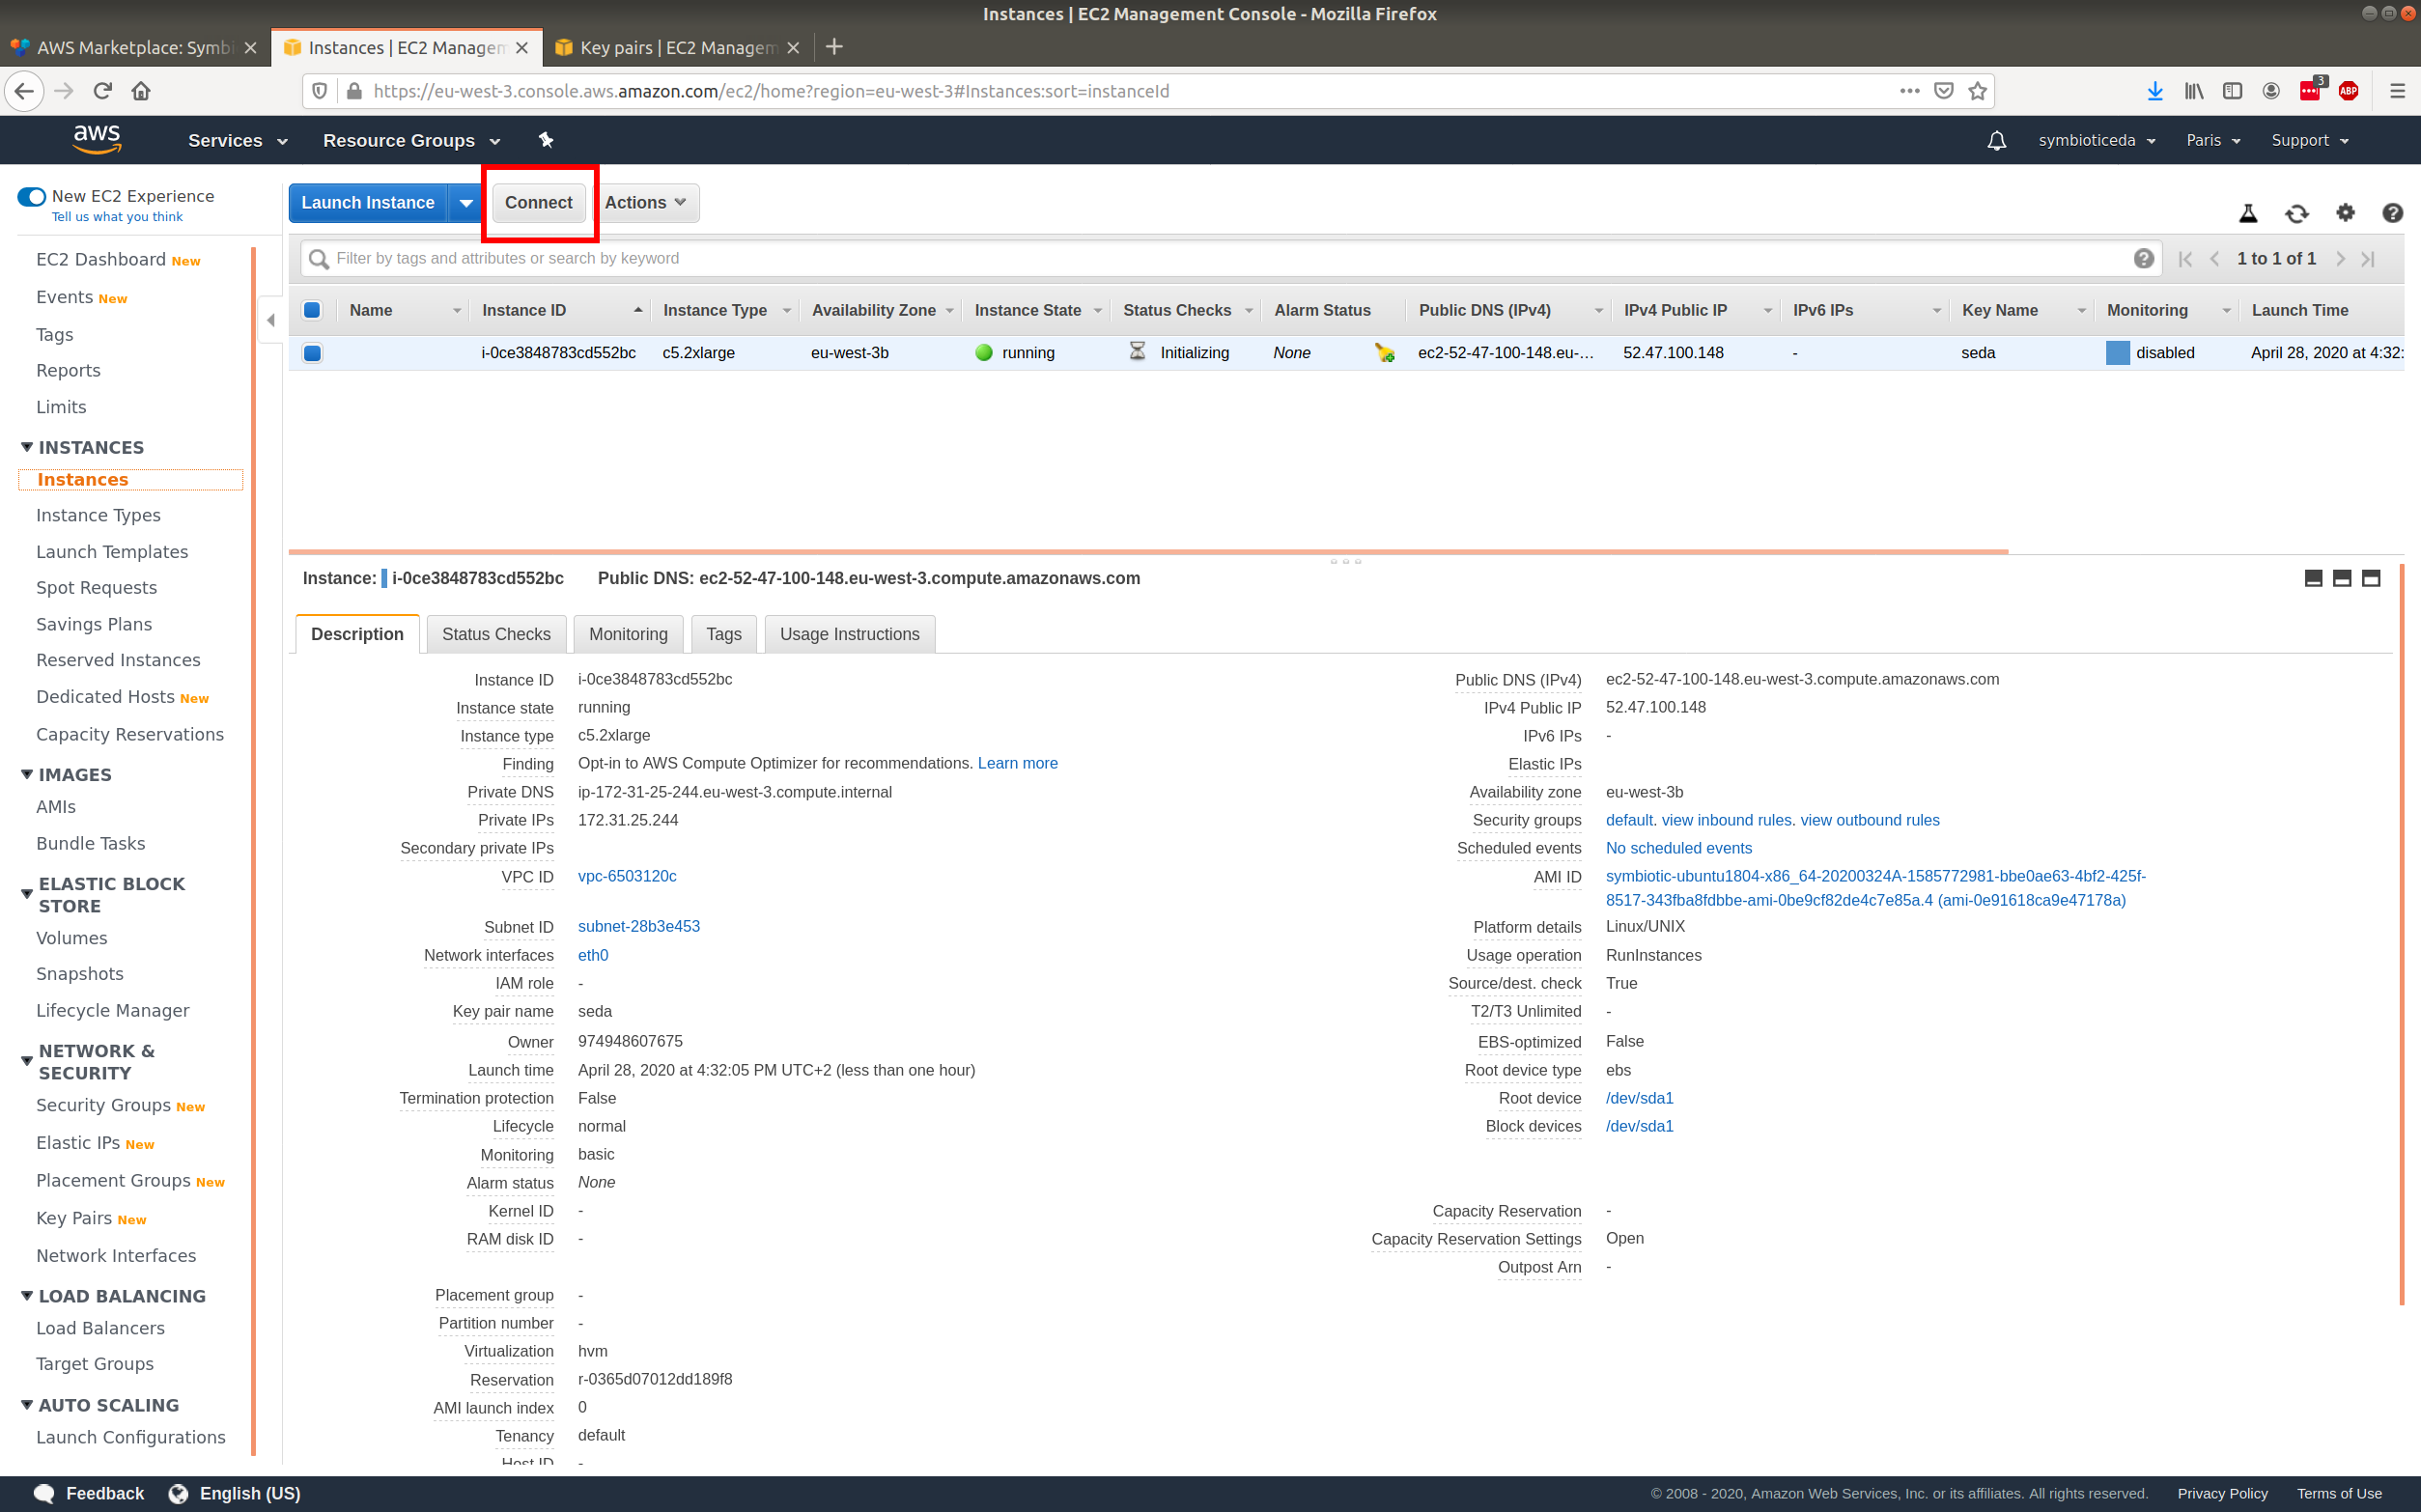 Instances | EC2 Management Console - Mozilla Firefox
AWS Marketplace: Symbi
Instances | EC2 Managem
Key pairs | EC2 Managem
https://eu-west-3.console.aws.amazon.com/ec2/home?region=eu-west-3#Instances:sort=instanceId
3
ABP
aws
Services
Resource Groups
symbioticeda
Paris
Support
New EC2 Experience
Tell us what you think
Launch Instance
Connect
Actions
Filter by tags and attributes or search by keyword
1 to 1 of 1
Name Instance ID Instance Type Availability Zone Instance State Status Checks Alarm Status Public DNS (IPv4) IPv4 Public IP IPv6 IPs Key Name Monitoring Launch Time
i-0ce3848783cd552bc c5.2xlarge eu-west-3b running Initializing None ec2-52-47-100-148.eu-... 52.47.100.148 - seda disabled April 28, 2020 at 4:32:
EC2 Dashboard New
Events New
Tags
Reports
Limits
INSTANCES
Instances
Instance Types
Launch Templates
Spot Requests
Savings Plans
Reserved Instances
Dedicated Hosts New
Capacity Reservations
IMAGES
AMIs
Bundle Tasks
ELASTIC BLOCK
STORE
Volumes
Snapshots
Lifecycle Manager
NETWORK &
SECURITY
Security Groups New
Elastic IPs New
Placement Groups New
Key Pairs New
Network Interfaces
LOAD BALANCING
Load Balancers
Target Groups
AUTO SCALING
Launch Configurations
Instance: i-0ce3848783cd552bc Public DNS: ec2-52-47-100-148.eu-west-3.compute.amazonaws.com
Description Status Checks Monitoring Tags Usage Instructions
Instance ID i-0ce3848783cd552bc
Instance state running
Instance type c5.2xlarge
Finding Opt-in to AWS Compute Optimizer for recommendations. Learn more
Private DNS ip-172-31-25-244.eu-west-3.compute.internal
Private IPs 172.31.25.244
Secondary private IPs
VPC ID vpc-6503120c
Subnet ID subnet-28b3e453
Network interfaces eth0
IAM role -
Key pair name seda
Owner 974948607675
Launch time April 28, 2020 at 4:32:05 PM UTC+2 (less than one hour)
Termination protection False
Lifecycle normal
Monitoring basic
Alarm status None
Kernel ID -
RAM disk ID -
Placement group -
Partition number -
Virtualization hvm
Reservation r-0365d07012dd189f8
AMI launch index 0
Tenancy default
Host ID -
Public DNS (IPv4) ec2-52-47-100-148.eu-west-3.compute.amazonaws.com
IPv4 Public IP 52.47.100.148
IPv6 IPs -
Elastic IPs
Availability zone eu-west-3b
Security groups default. view inbound rules. view outbound rules
Scheduled events No scheduled events
AMI ID symbiotic-ubuntu1804-x86_64-20200324A-1585772981-bbe0ae63-4bf2-425f-
8517-343fba8fdbbe-ami-0be9cf82de4c7e85a.4 (ami-0e91618ca9e47178a)
Platform details Linux/UNIX
Usage operation RunInstances
Source/dest. check True
T2/T3 Unlimited -
EBS-optimized False
Root device type ebs
Root device /dev/sda1
Block devices /dev/sda1
Capacity Reservation -
Capacity Reservation Settings Open
Outpost Arn -
Feedback
English (US)
© 2008 - 2020, Amazon Web Services, Inc. or its affiliates. All rights reserved.
Privacy Policy
Terms of Use